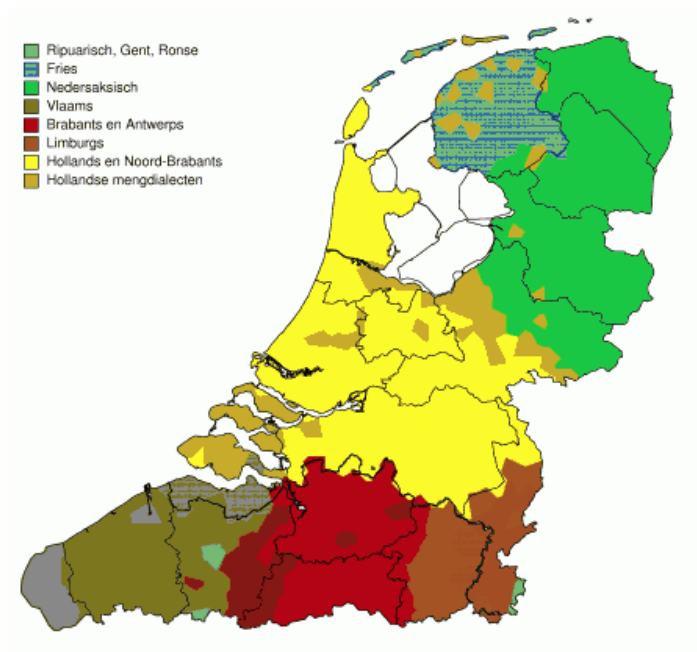 Ripuarisch, Gent, Ronse
Fries
Nedersaksisch
Vlaams
Brabants en Antwerps
Limburgs
Hollands en Noord-Brabants
Hollandse mengdialecten